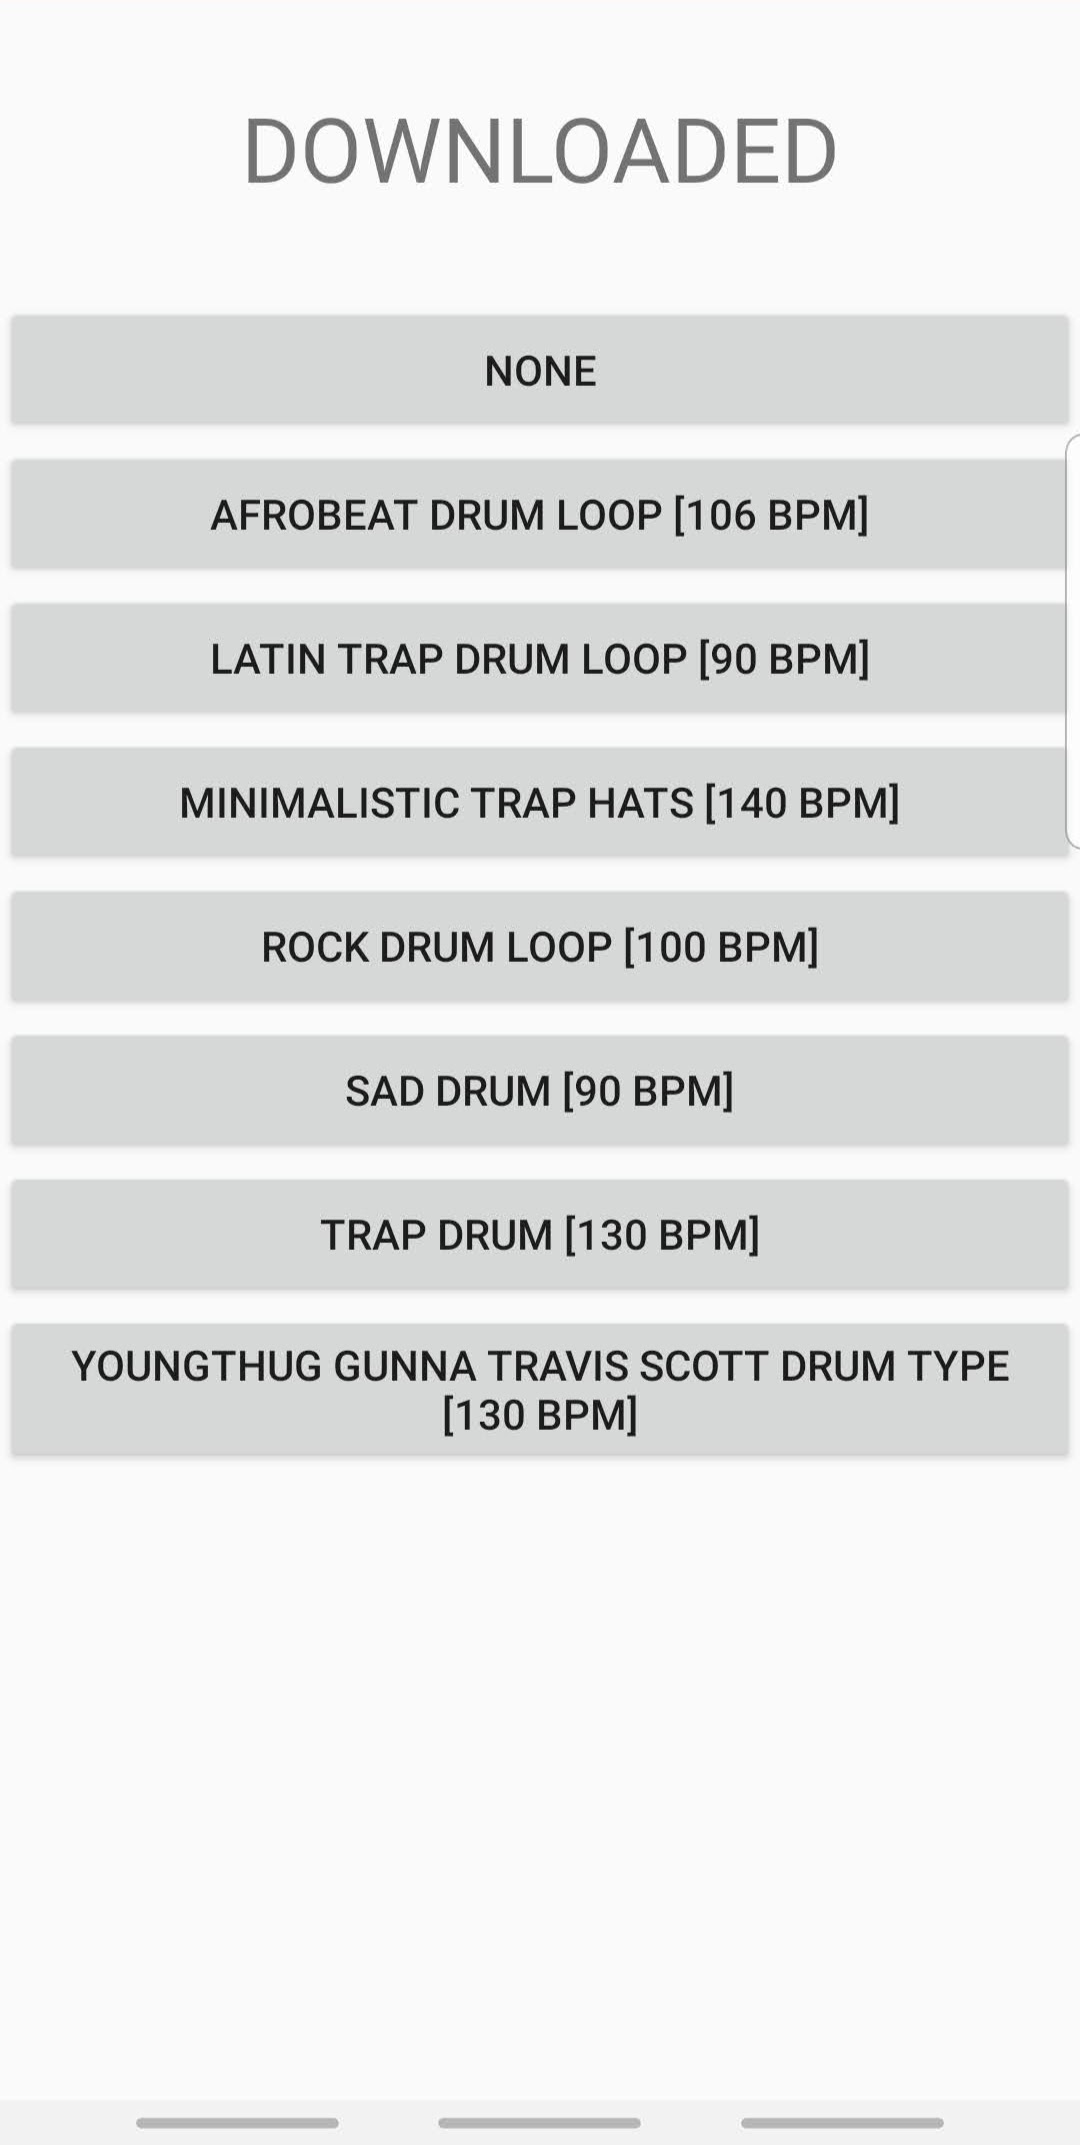 DOWNLOADED
NONE
AFROBEAT DRUM LOOP [106 BPM]
LATIN TRAP DRUM LOOP [90 BPM]
MINIMALISTIC TRAP HATS [140 BPM]
ROCK DRUM LOOP [100 BPM]
SAD DRUM [90 BPM]
TRAP DRUM [130 BPM]
YOUNGTHUG GUNNA TRAVIS SCOTT DRUM TYPE
[130 BPM]